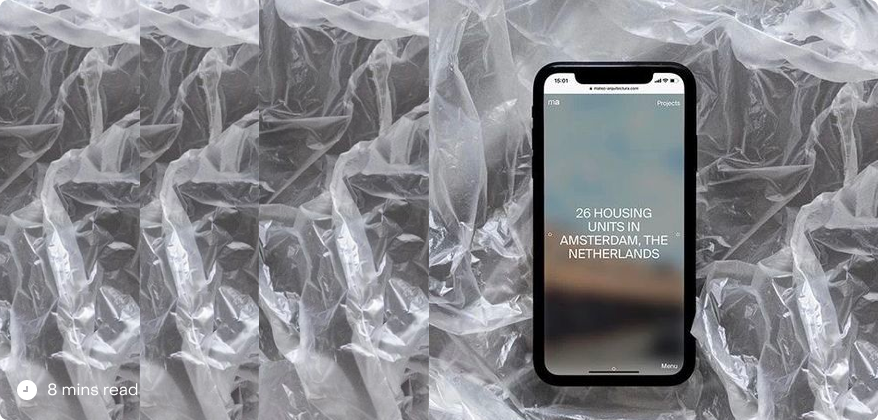 15:01
mateo-arquitectura.com
ma
Projects
26 HOUSING
UNITS IN
AMSTERDAM, THE
NETHERLANDS
Menu
8 mins read